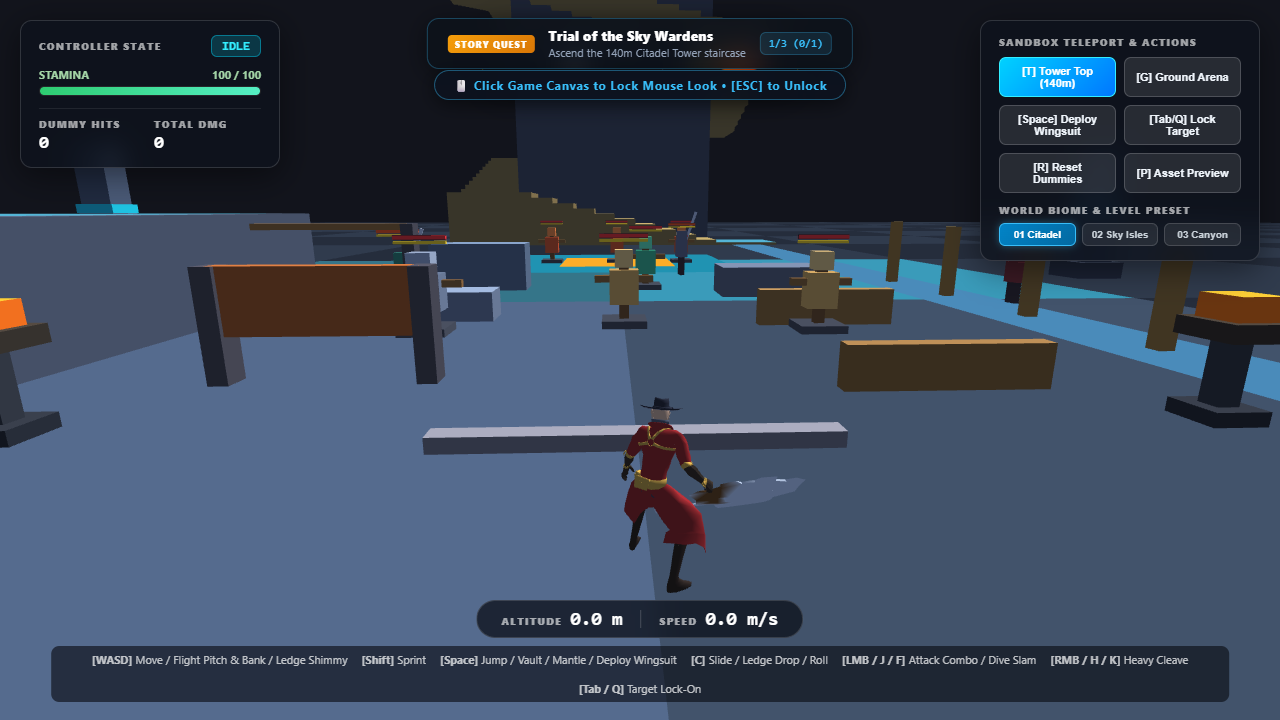 CONTROLLER STATE
IDLE
STAMINA
100 / 100
DUMMY HITS
TOTAL DMG
0
0
STORY QUEST
Trial of the Sky Wardens
Ascend the 140m Citadel Tower staircase
1/3 (0/1)
Click Game Canvas to Lock Mouse Look • [ESC] to Unlock
SANDBOX TELEPORT & ACTIONS
[T] Tower Top
(140m)
[G] Ground Arena
[Space] Deploy
Wingsuit
[Tab/Q] Lock
Target
[R] Reset
Dummies
[P] Asset Preview
WORLD BIOME & LEVEL PRESET
01 Citadel
02 Sky Isles
03 Canyon
ALTITUDE 0.0 m
SPEED 0.0 m/s
[WASD] Move / Flight Pitch & Bank / Ledge Shimmy [Shift] Sprint [Space] Jump / Vault / Mantle / Deploy Wingsuit [C] Slide / Ledge Drop / Roll [LMB / J / F] Attack Combo / Dive Slam [RMB / H / K] Heavy Cleave
[Tab / Q] Target Lock-On